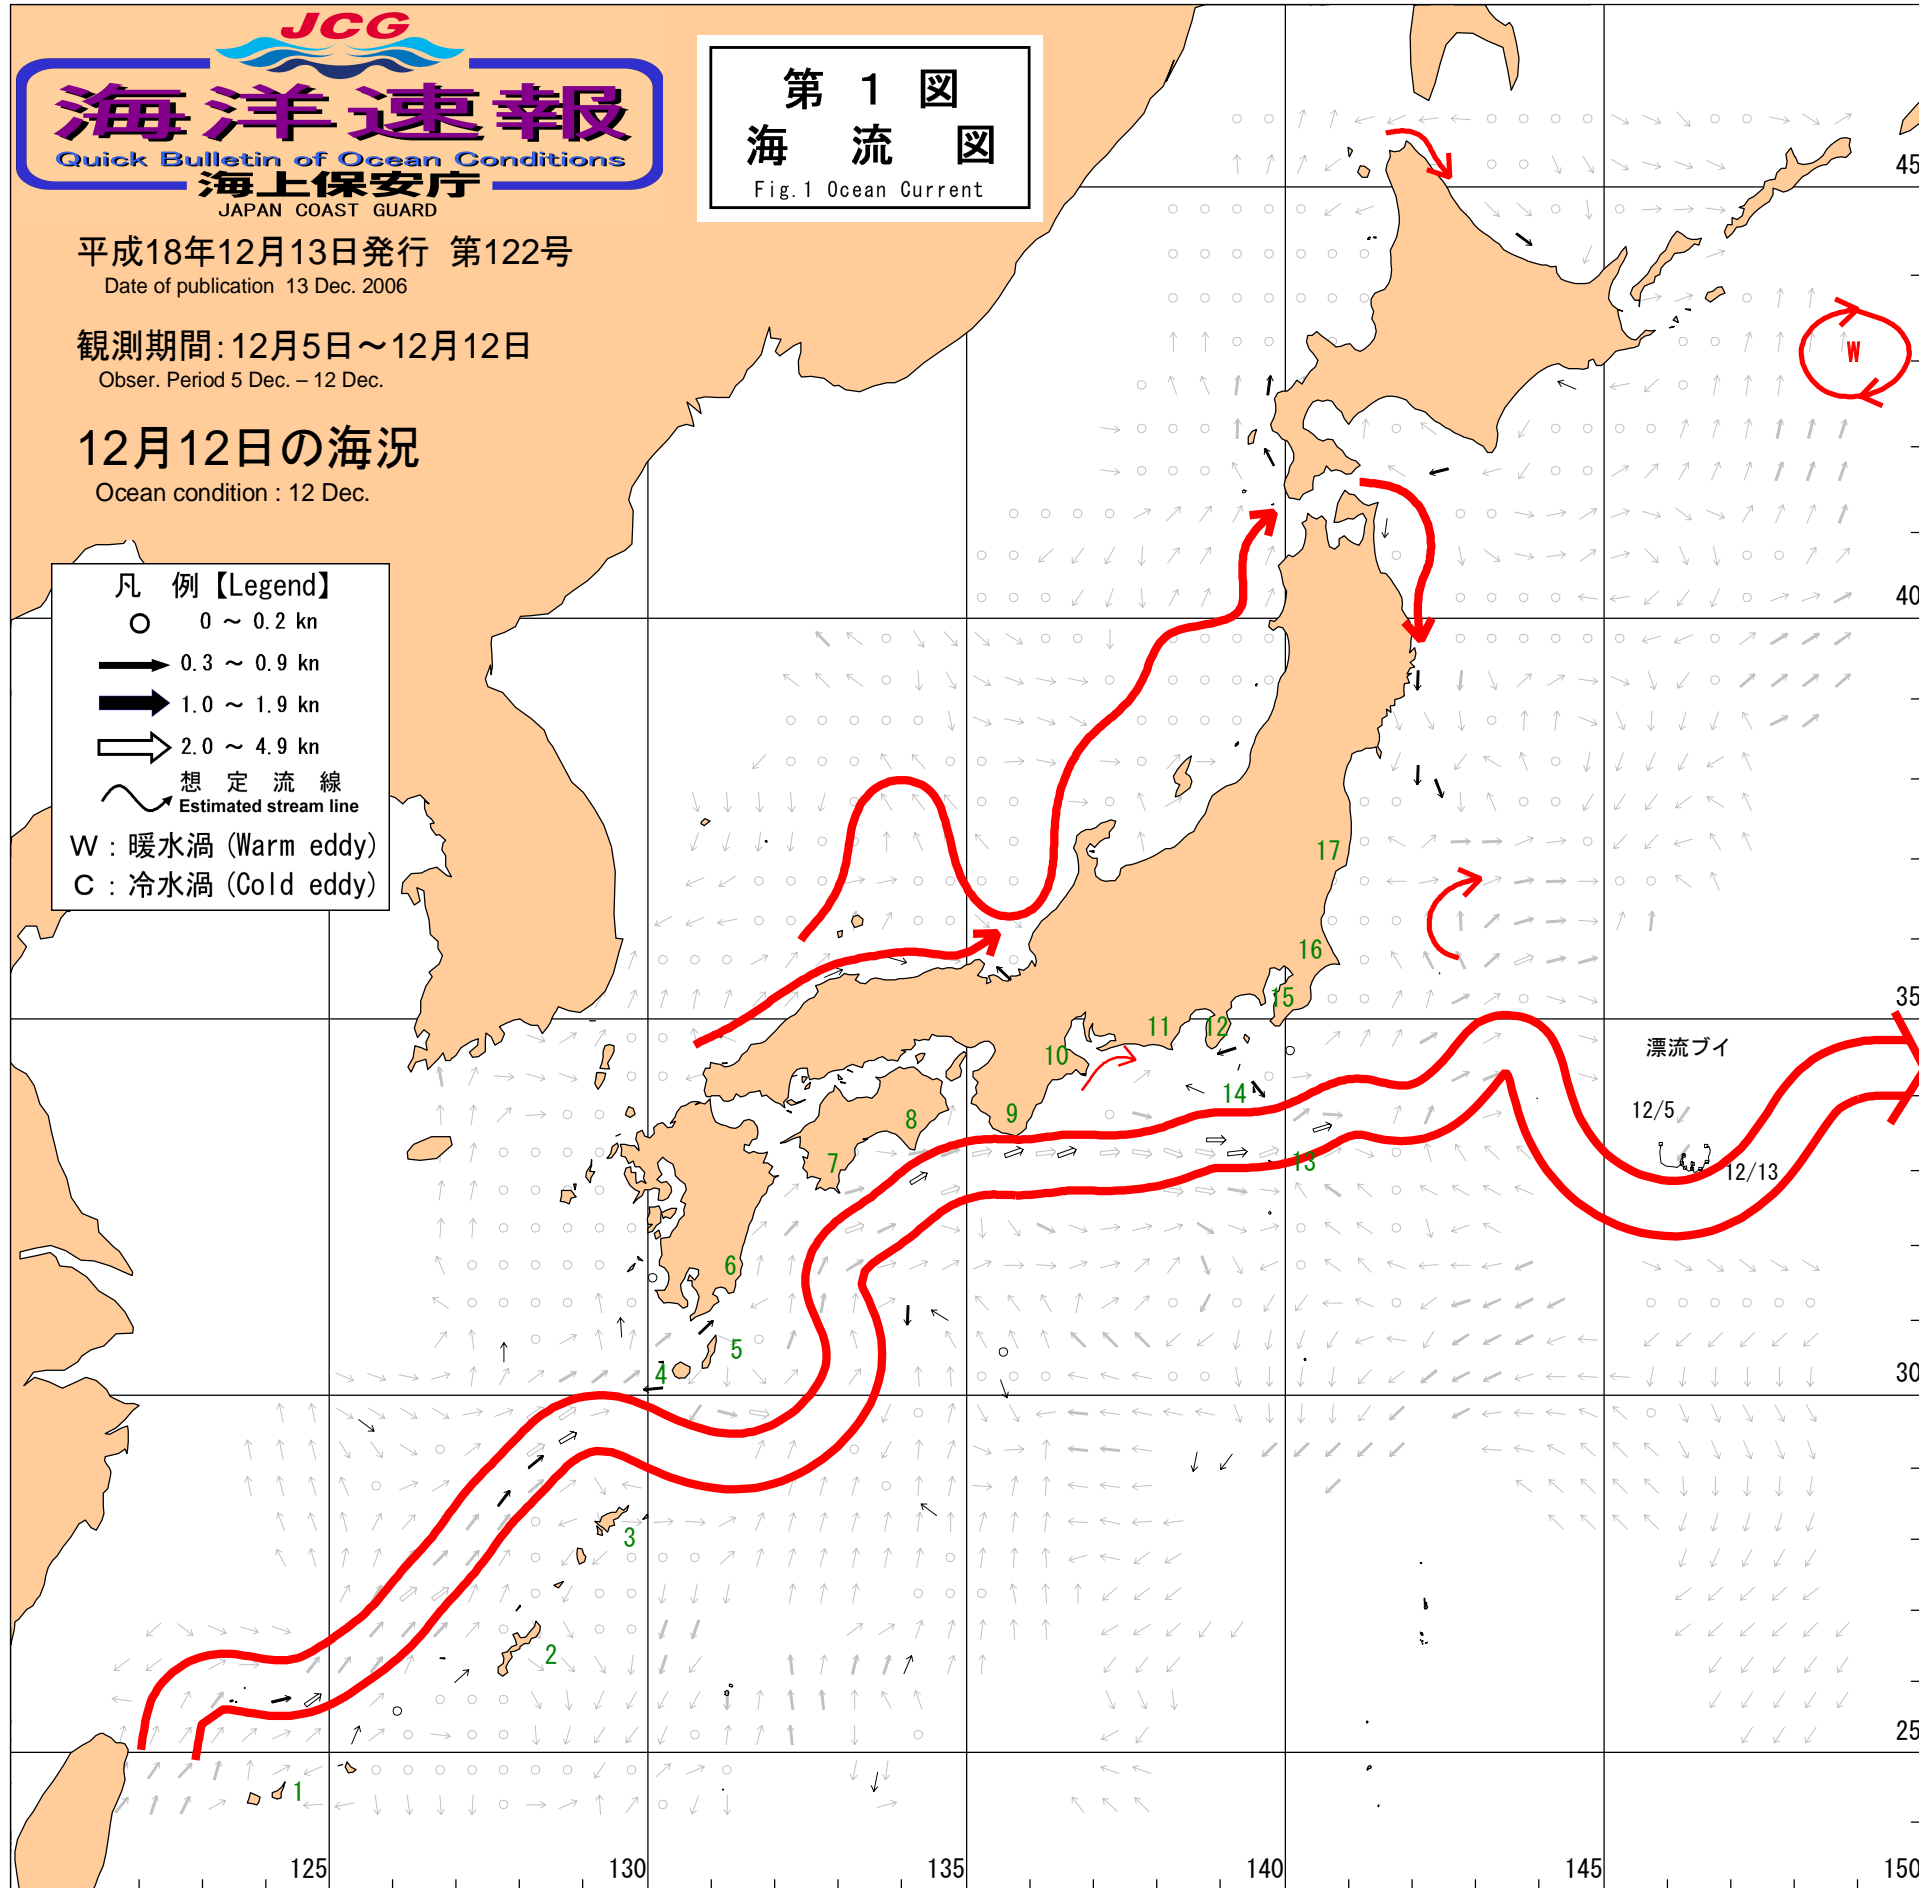 JCG
海洋速報
Quick Bulletin of Ocean Conditions
海上保安庁
JAPAN COAST GUARD
第 1 図
海 流 図
Fig.1 Ocean Current
平成18年12月13日発行 第122号
Date of publication 13 Dec. 2006
観測期間:12月5日~12月12日
Obser. Period 5 Dec. – 12 Dec.
12月12日の海況
Ocean condition : 12 Dec.
凡 例【Legend】
0 ~ 0.2 kn
0.3 ~ 0.9 kn
1.0 ~ 1.9 kn
2.0 ~ 4.9 kn
想 定 流 線
Estimated stream line
W : 暖水渦 (Warm eddy)
C : 冷水渦 (Cold eddy)
45
W
40
17
16
35
15
12
11
10
漂流ブイ
14
12/5
9
8
7
13
12/13
6
5
4
30
3
2
25
1
125
130
135
140
145
150